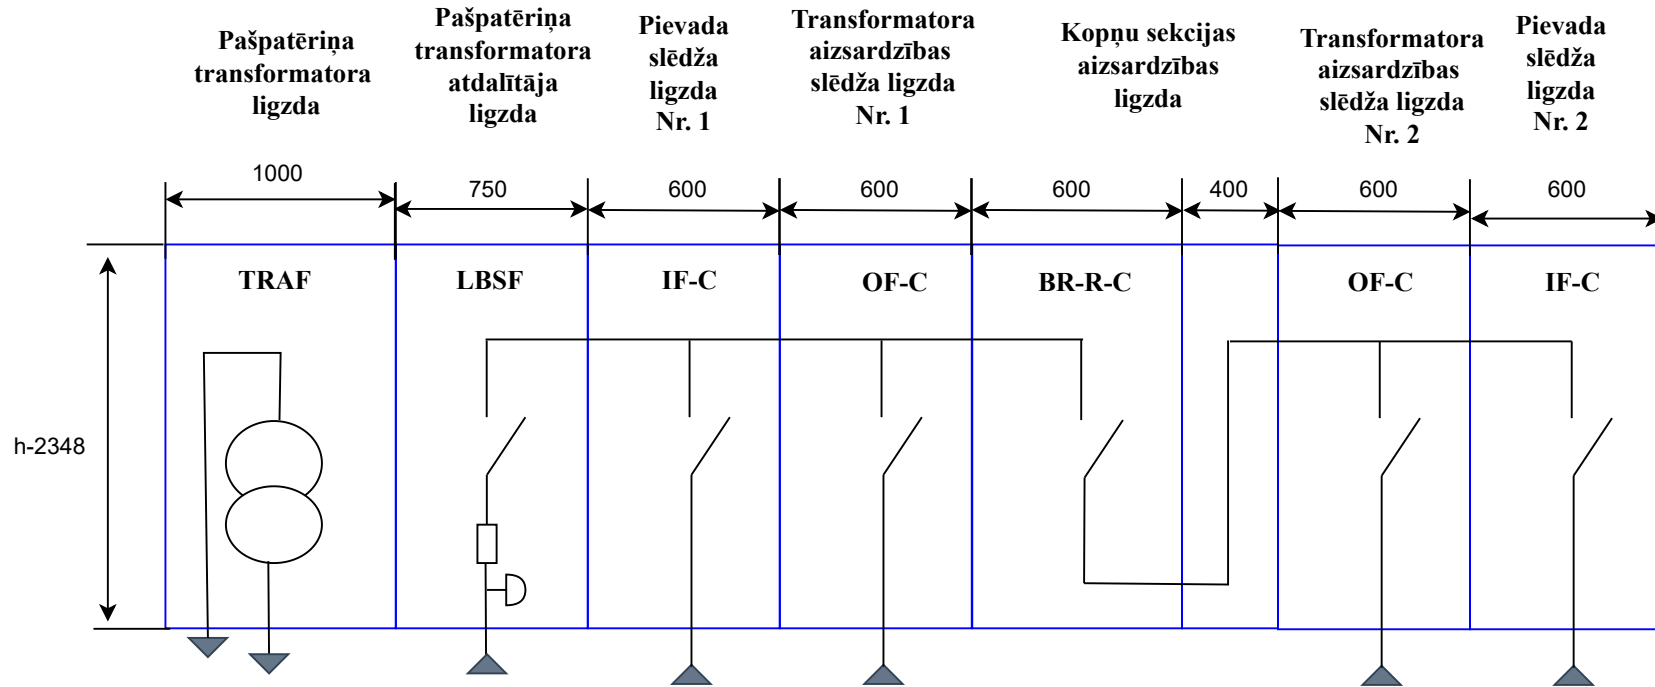 Pašpatēriņa
transformatora
ligzda
Pašpatēriņa
transformatora
atdalītāja
ligzda
Pievada
slēdža
ligzda
Nr. 1
Transformatora
aizsardzības
slēdža ligzda
Nr. 1
Kopņu sekcijas
aizsardzības
ligzda
Transformatora
aizsardzības
slēdža ligzda
Nr. 2
Pievada
slēdža
ligzda
Nr. 2
1000
750
600
600
600
400
600
600
TRAF
LBSF
IF-C
OF-C
BR-R-C
OF-C
IF-C
h-2348